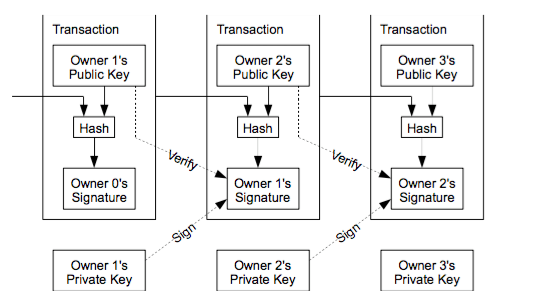 Transaction
Transaction
Transaction
Owner 1's
Public Key
Owner 2's
Public Key
Owner 3's
Public Key
Hash
Hash
Hash
Verify
Verify
Owner 0's
Signature
Owner 1's
Signature
Owner 2's
Signature
Sign
Sign
Owner 1's
Private Key
Owner 2's
Private Key
Owner 3's
Private Key